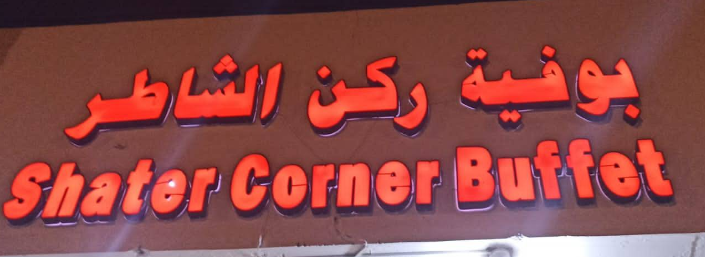 بوفية ركن الشاطر
Shater Corner Buffet